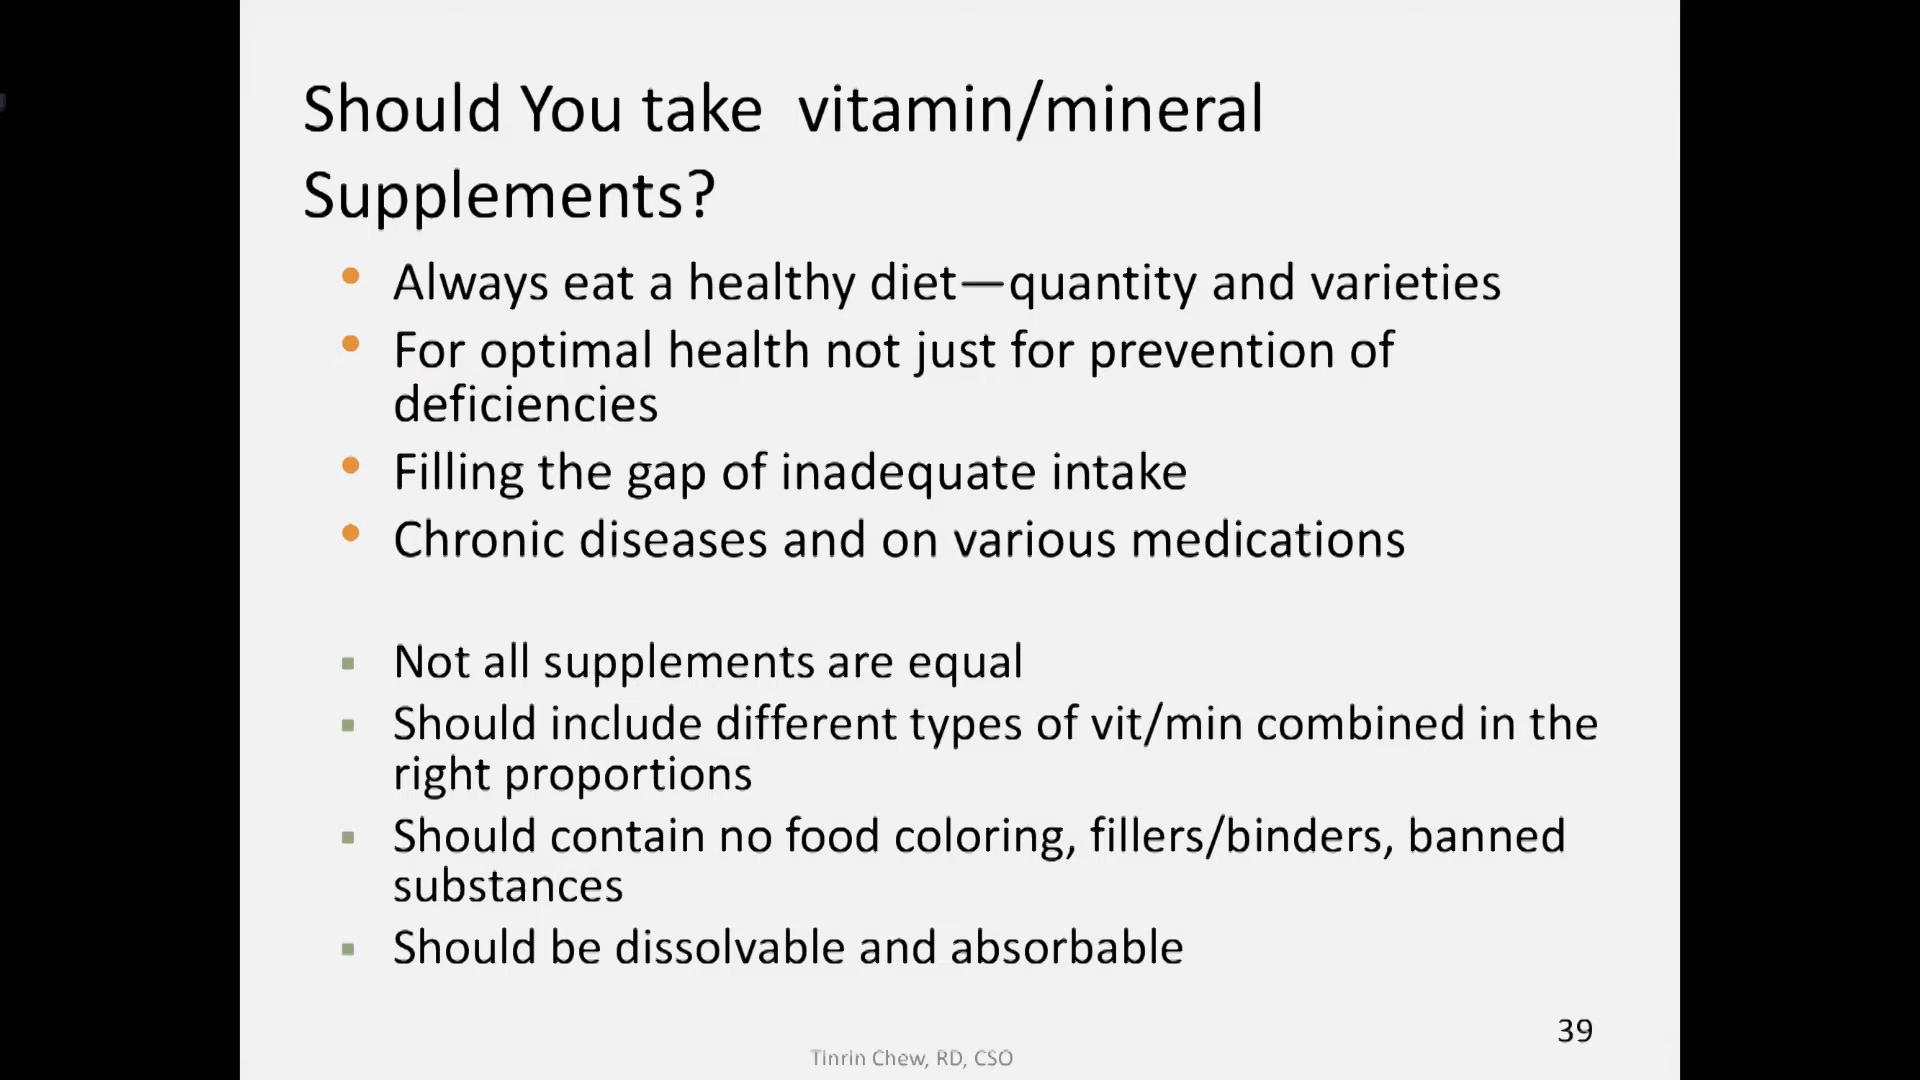 Should You take  vitamin/mineral
Supplements?
• Always eat a healthy diet—quantity and varieties
• For optimal health not just for prevention of
deficiencies
• Filling the gap of inadequate intake
• Chronic diseases and on various medications
▪ Not all supplements are equal
▪ Should include different types of vit/min combined in the
right proportions
▪ Should contain no food coloring, fillers/binders, banned
substances
▪ Should be dissolvable and absorbable
39
Tinrin Chew, RD, CSO